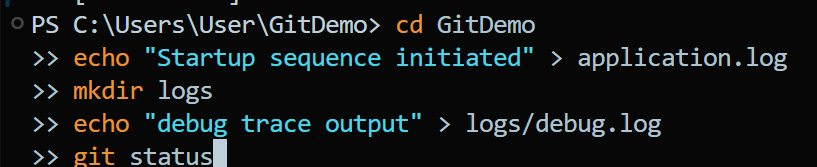 PS C:\Users\User\GitDemo> cd GitDemo
>> echo "Startup sequence initiated" > application.log
>> mkdir logs
>> echo "debug trace output" > logs/debug.log
>> git status